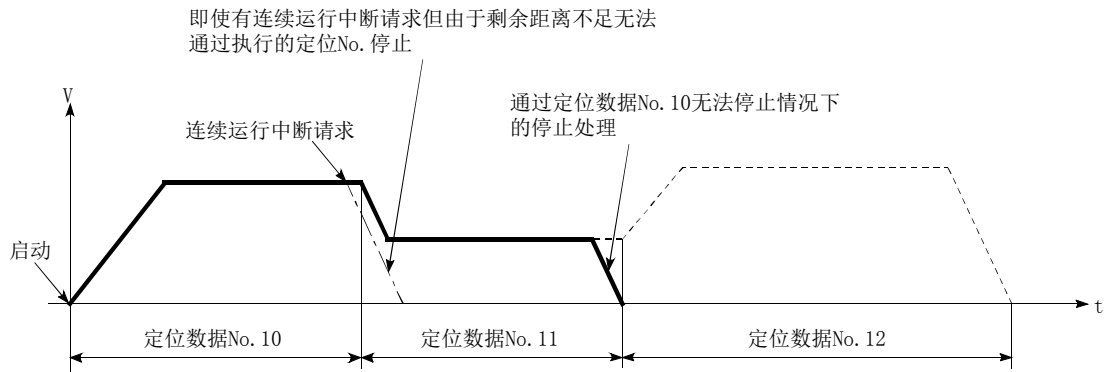 即使有连续运行中断请求但由于剩余距离不足无法
通过执行的定位No.停止
V
通过定位数据No.10无法停止情况下
的停止处理
连续运行中断请求
启动
t
定位数据No.10
定位数据No.11
定位数据No.12